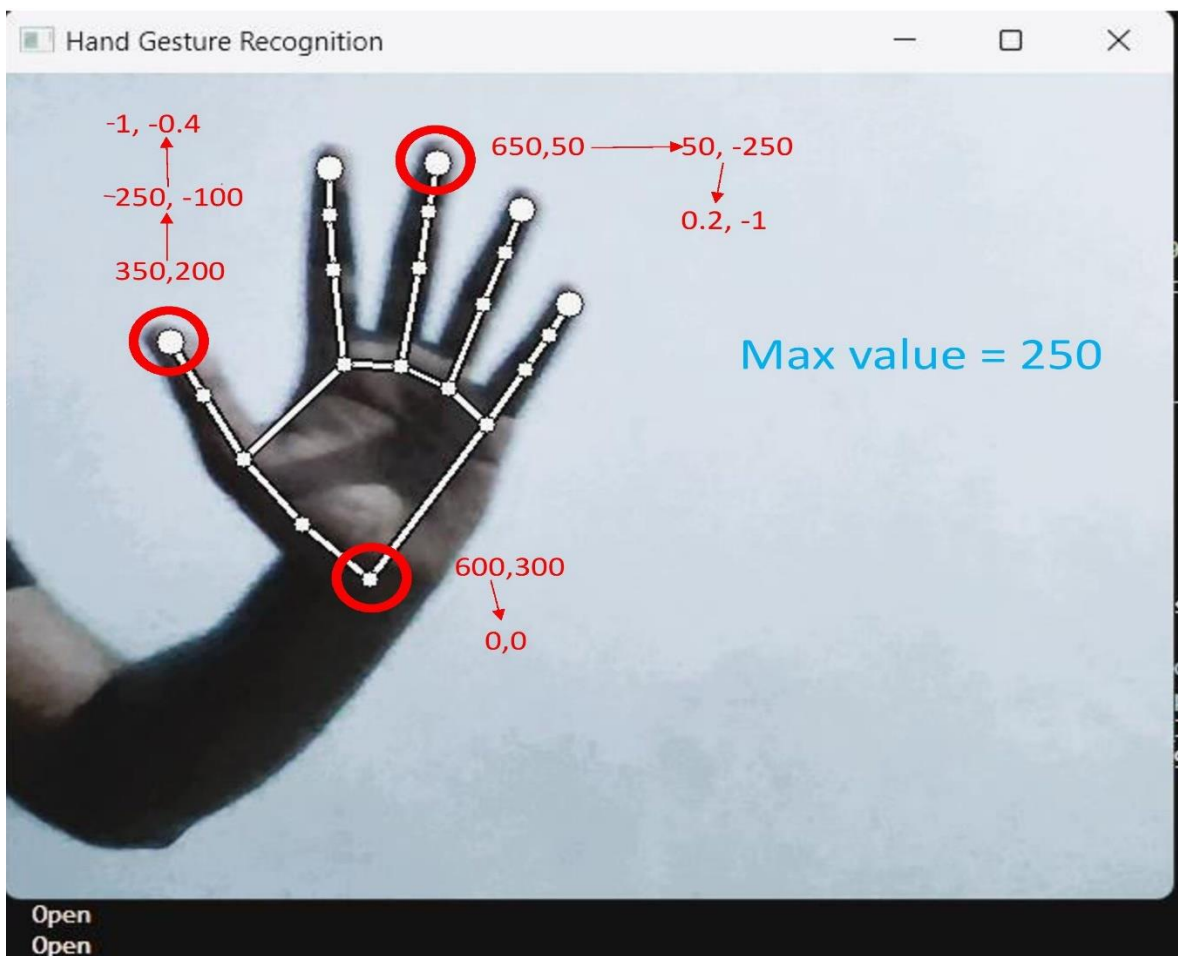 Hand Gesture Recognition
-1, -0.4
-250, -100
350,200
650,50
50, -250
0.2, -1
Max value = 250
600,300
0,0
Open
Open